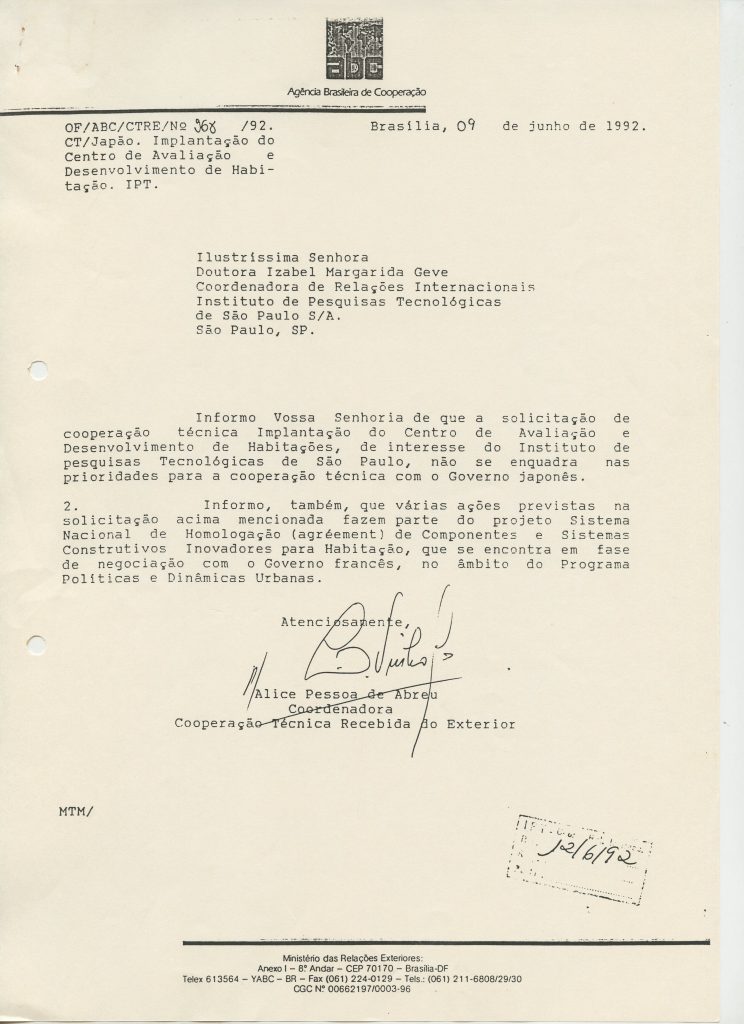 abc
Agência Brasileira de Cooperação
OF/ABC/CTRE/Nº 368 /92.
Brasília, 09 de junho de 1992.
CT/Japão. Implantação do
Centro de Avaliação e
Desenvolvimento de Habi-
tação. IPT.
Ilustríssima Senhora
Doutora Izabel Margarida Geve
Coordenadora de Relações Internacionais
Instituto de Pesquisas Tecnológicas
de São Paulo S/A.
São Paulo, SP.
Informo Vossa Senhoria de que a solicitação de
cooperação técnica Implantação do Centro de Avaliação e
Desenvolvimento de Habitações, de interesse do Instituto de
pesquisas Tecnológicas de São Paulo, não se enquadra nas
prioridades para a cooperação técnica com o Governo japonês.
2. Informo, também, que várias ações previstas na
solicitação acima mencionada fazem parte do projeto Sistema
Nacional de Homologação (agréement) de Componentes e Sistemas
Construtivos Inovadores para Habitação, que se encontra em fase
de negociação com o Governo francês, no âmbito do Programa
Políticas e Dinâmicas Urbanas.
Atenciosamente,
Alice Pessoa de Abreu
Coordenadora
Cooperação Técnica Recebida do Exterior
MTM/
12/6/92
Ministério das Relações Exteriores:
Anexo I – 8º Andar – CEP 70170 – Brasília-DF
Telex 613564 – YABC – BR – Fax (061) 224-0129 – Tels.: (061) 211-6808/29/30
CGC Nº 00662197/0003-96